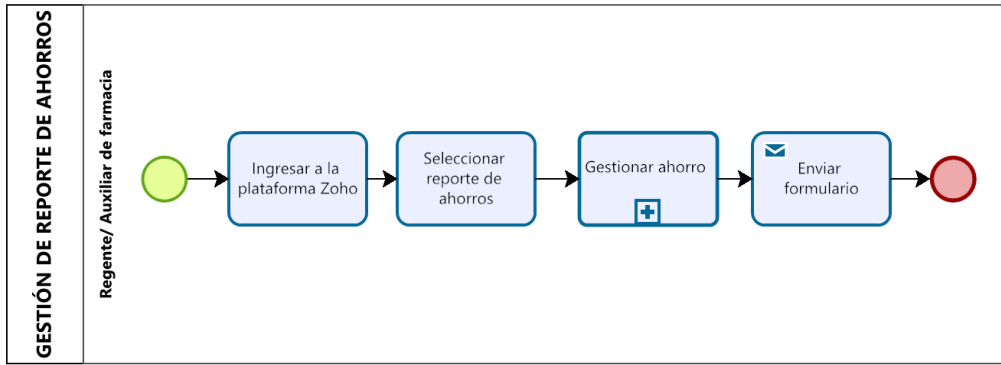 GESTIÓN DE REPORTE DE AHORROS
Regente/ Auxiliar de farmacia
Ingresar a la
plataforma Zoho
Seleccionar
reporte de
ahorros
Gestionar ahorro
Enviar
formulario